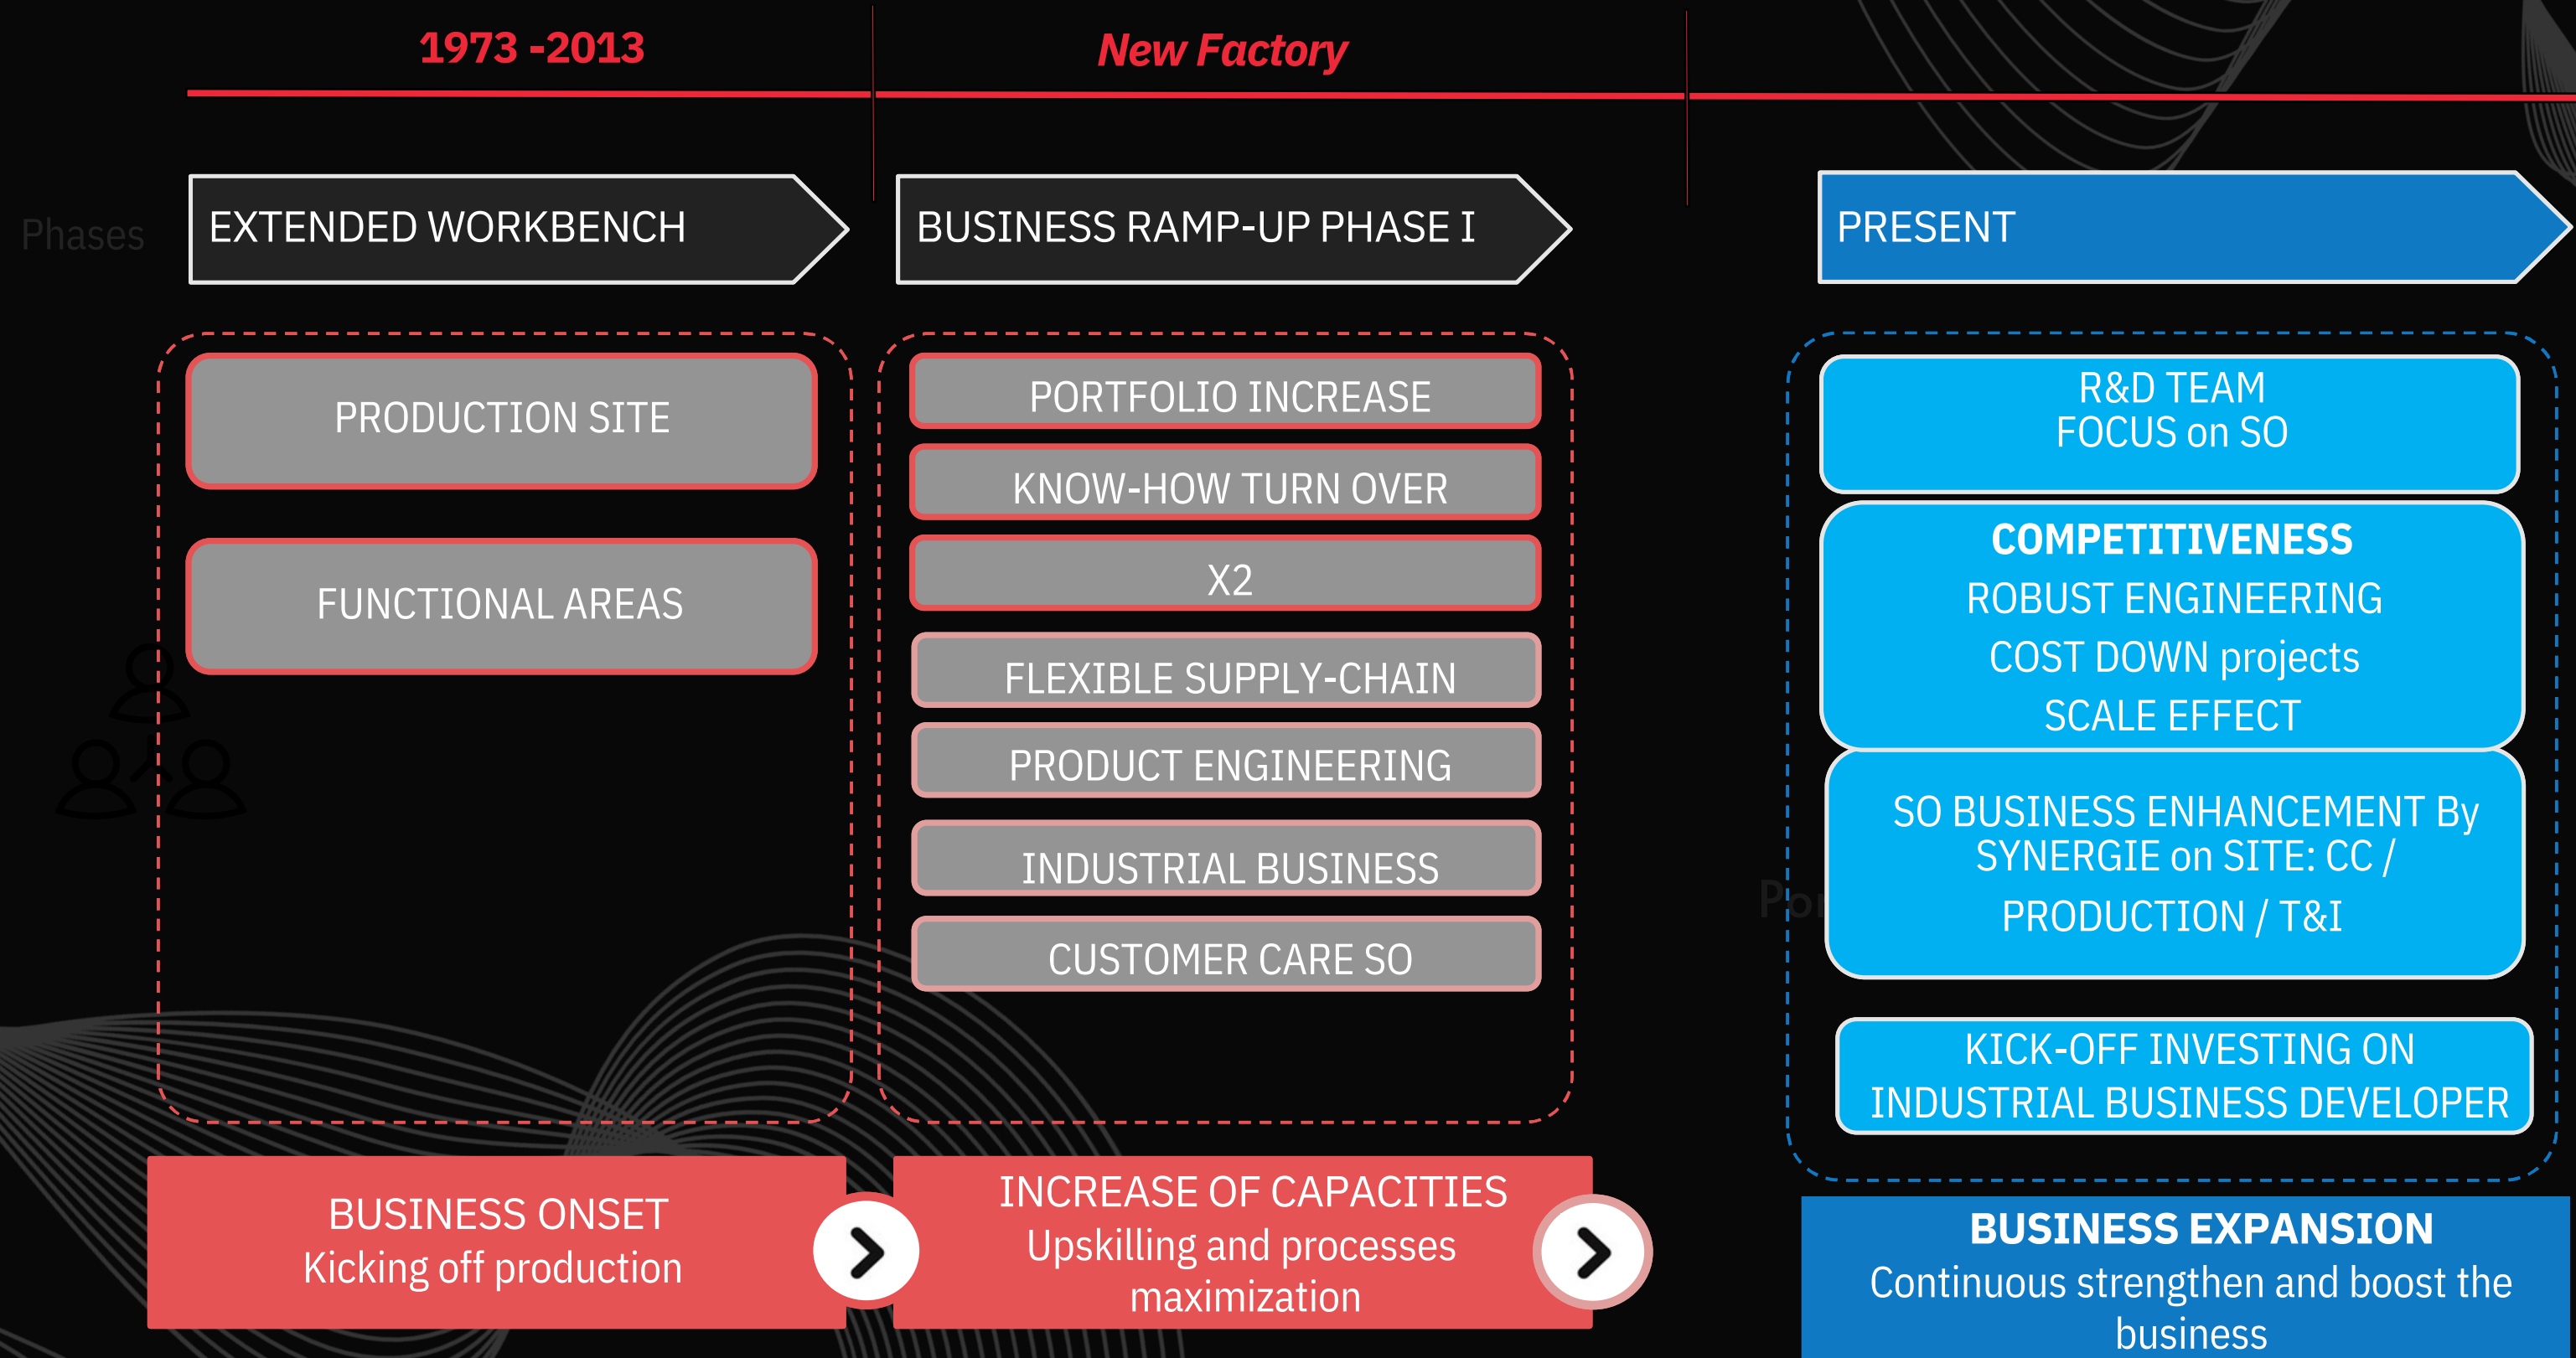 1973 -2013
New Factory
Phases
EXTENDED WORKBENCH
BUSINESS RAMP-UP PHASE I
PRESENT
PRODUCTION SITE
FUNCTIONAL AREAS
PORTFOLIO INCREASE
KNOW-HOW TURN OVER
X2
FLEXIBLE SUPPLY-CHAIN
PRODUCT ENGINEERING
INDUSTRIAL BUSINESS
CUSTOMER CARE SO
R&D TEAM
FOCUS on SO
COMPETITIVENESS
ROBUST ENGINEERING
COST DOWN projects
SCALE EFFECT
SO BUSINESS ENHANCEMENT By
SYNERGIE on SITE: CC /
PRODUCTION / T&I
KICK-OFF INVESTING ON
INDUSTRIAL BUSINESS DEVELOPER
BUSINESS ONSET
Kicking off production
INCREASE OF CAPACITIES
Upskilling and processes
maximization
BUSINESS EXPANSION
Continuous strengthen and boost the
business